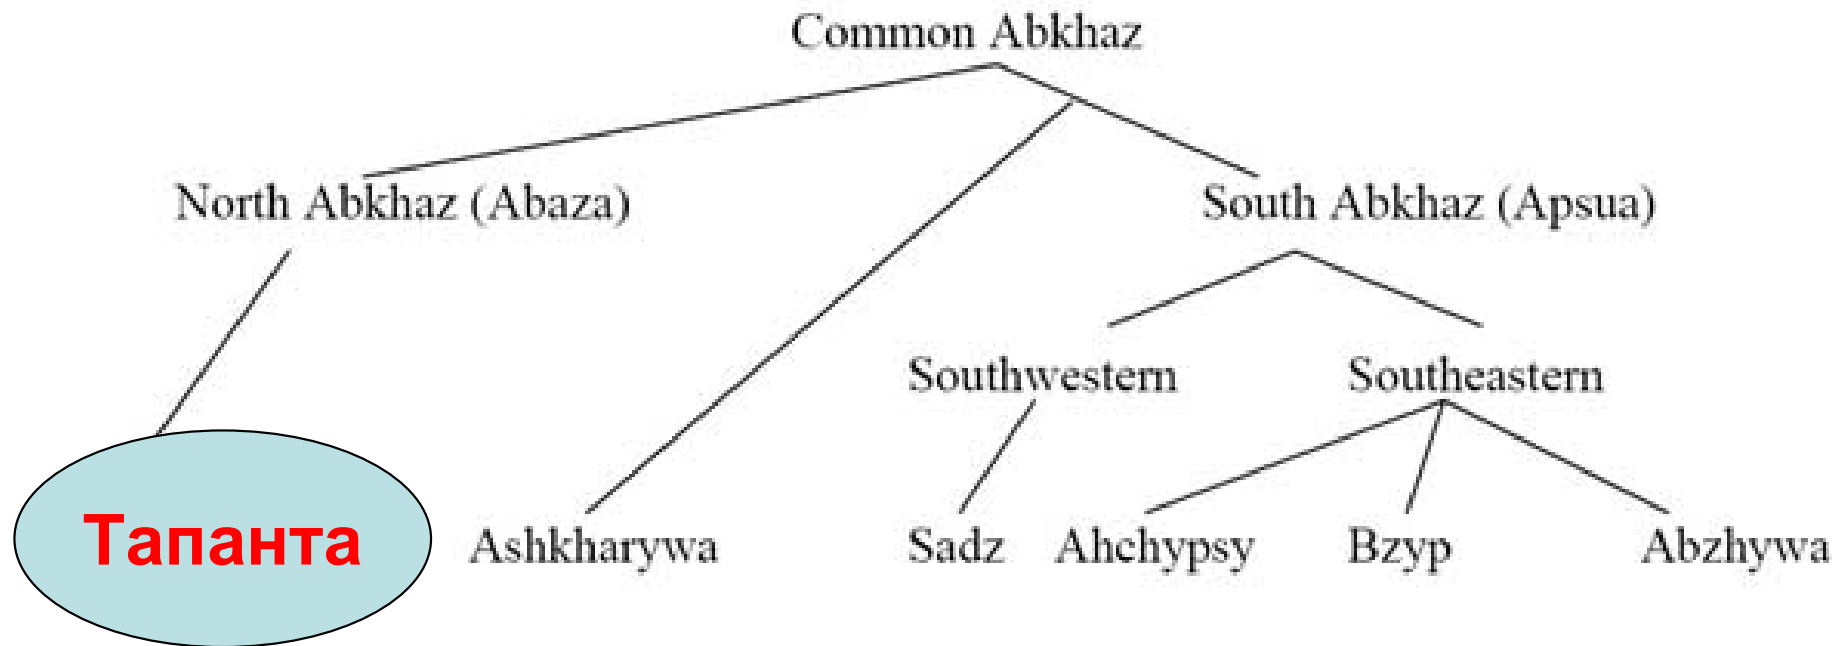 Common Abkhaz
North Abkhaz (Abaza)
South Abkhaz (Apsua)
Southwestern
Southeastern
Тапанта
Ashkharywa
Sadz
Ahchypsy
Bzyp
Abzhywa